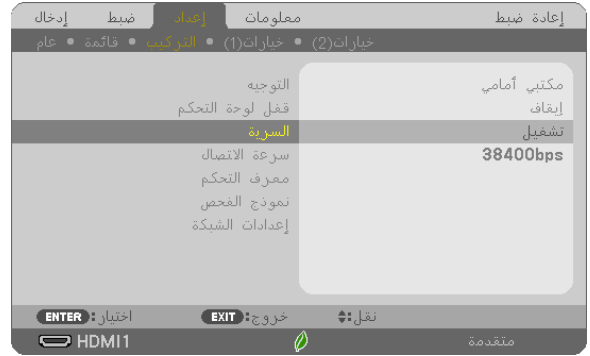 إدخال ضبط إعداد معلومات إعادة ضبط
عام • قائمة • التركيب • خيارات(1) • خيارات(2)
التوجيه مكتبي أمامي
قفل لوحة التحكم إيقاف
السرية تشغيل
سرعة الاتصال 38400bps
معرف التحكم
نموذج الفحص
إعدادات الشبكة
ENTER: اختيار EXIT: خروج نقل:
HDMI1 متقدمة